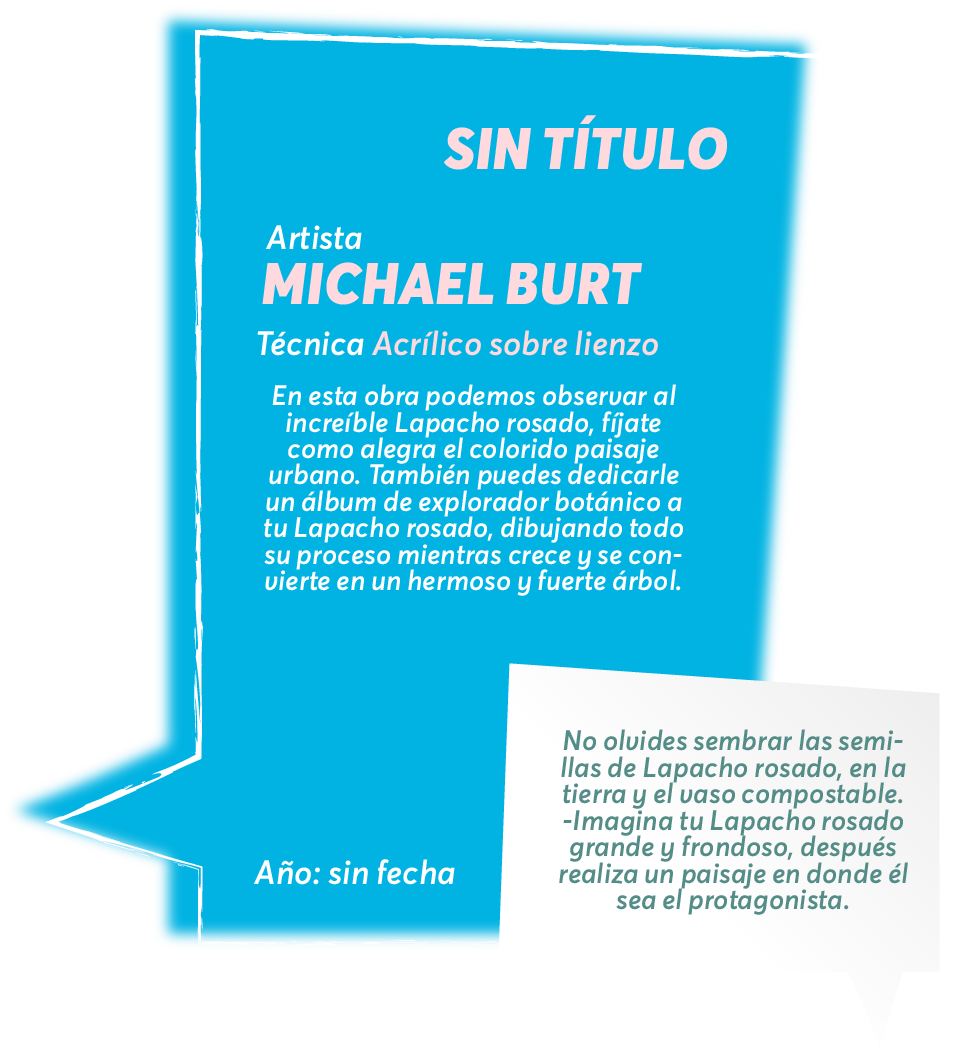 SIN TÍTULO
Artista
MICHAEL BURT
Técnica Acrílico sobre lienzo
En esta obra podemos observar al
increíble Lapacho rosado, fíjate
como alegra el colorido paisaje
urbano. También puedes dedicarle
un álbum de explorador botánico a
tu Lapacho rosado, dibujando todo
su proceso mientras crece y se con-
vierte en un hermoso y fuerte árbol.
Año: sin fecha
No olvides sembrar las semi-
llas de Lapacho rosado, en la
tierra y el vaso compostable.
-Imagina tu Lapacho rosado
grande y frondoso, después
realiza un paisaje en donde él
sea el protagonista.